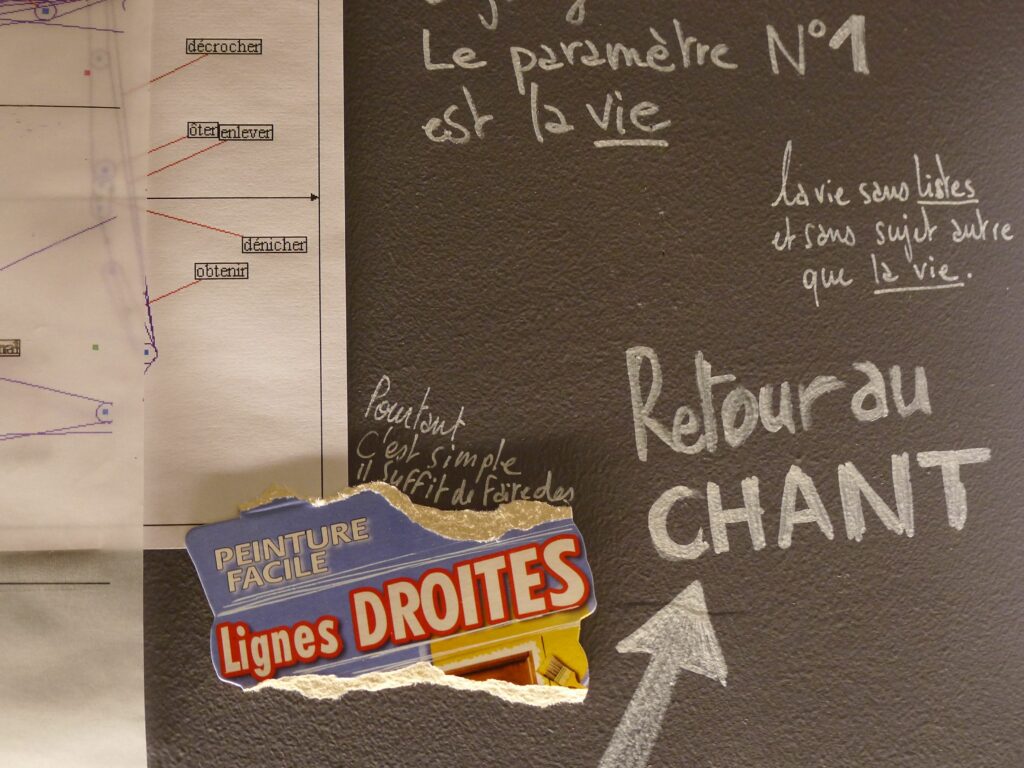 décrocher
ôter
enlever
dénicher
obtenir
Le paramètre N°1
est la vie
la vie sans listes
et sans sujet autre
que la vie.
Retour au
CHANT
Pourtant
C'est simple
il suffit de faire des
PEINTURE
FACILE
Lignes DROITES